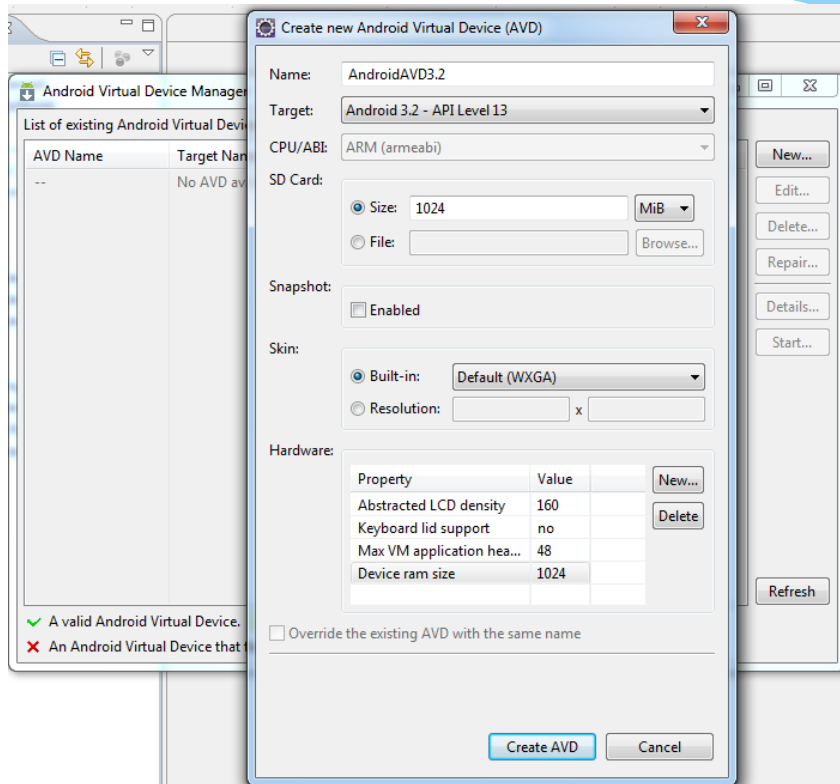 Create new Android Virtual Device (AVD)
Name: AndroidAVD3.2
Target: Android 3.2 - API Level 13
CPU/ABI: ARM (armeabi)
SD Card:
Size: 1024 MiB
File: Browse...
Snapshot:
Enabled
Skin:
Built-in: Default (WXGA)
Resolution: x
Hardware:
Property Value
Abstracted LCD density 160
Keyboard lid support no
Max VM application hea... 48
Device ram size 1024
New...
Delete
Override the existing AVD with the same name
Create AVD Cancel
Android Virtual Device Manager
List of existing Android Virtual
AVD Name Target
-- No AVD
A valid Android Virtual Device.
An Android Virtual Device that
New...
Edit...
Delete...
Repair...
Details...
Start...
Refresh